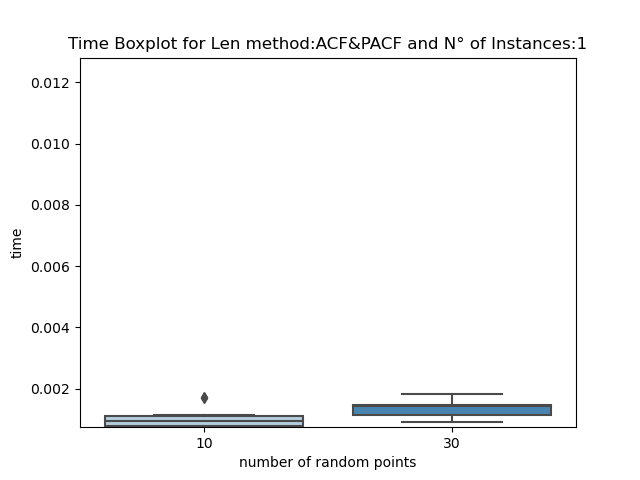 Time Boxplot for Len method:ACF&PACF and N° of Instances:1
0.012
0.010
0.008
0.006
0.004
0.002
time
10 30
number of random points